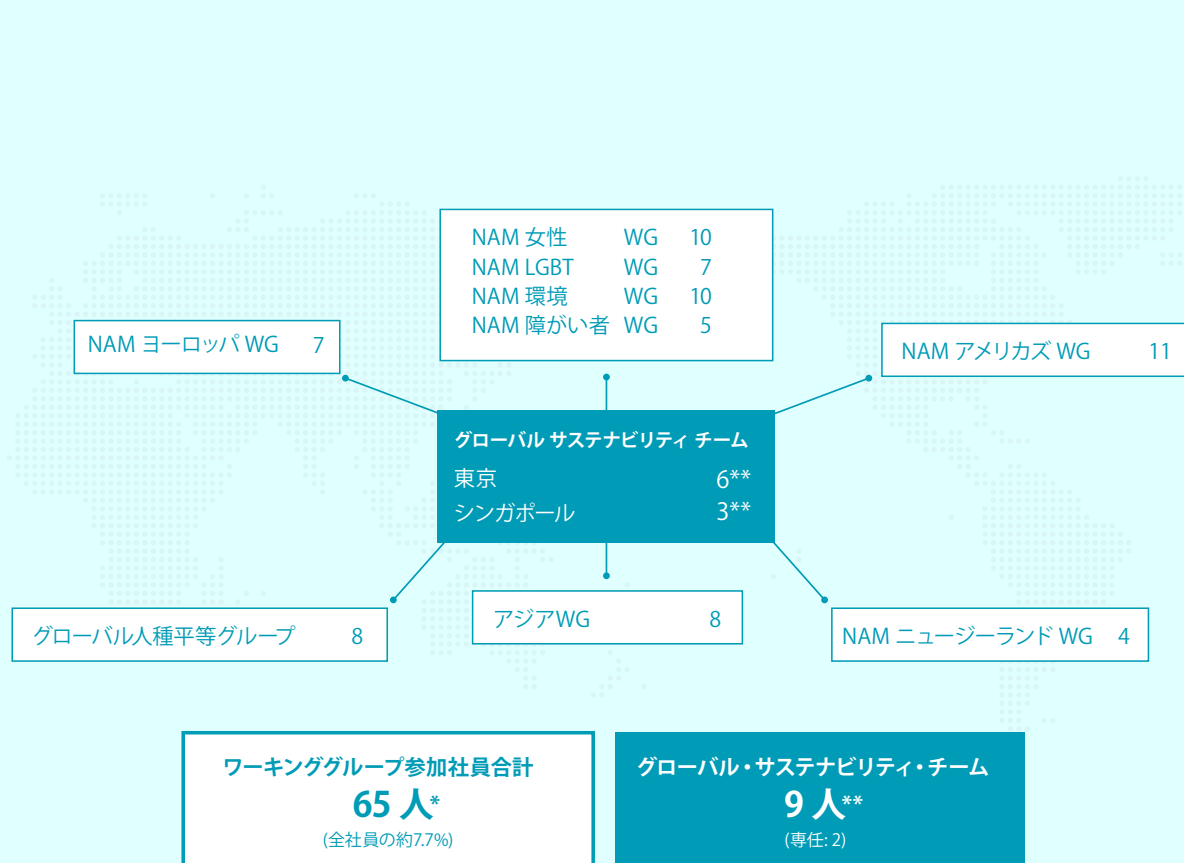 NAM 女性 WG 10
NAM LGBT WG 7
NAM 環境 WG 10
NAM 障がい者 WG 5
NAM ヨーロッパ WG 7
NAM アメリカズ WG 11
グローバル サステナビリティ チーム
東京 6**
シンガポール 3**
グローバル人種平等グループ 8
アジアWG 8
NAM ニュージーランド WG 4
ワーキンググループ参加社員合計
65 人*
(全社員の約7.7%)
グローバル・サステナビリティ・チーム
9 人**
(専任: 2)